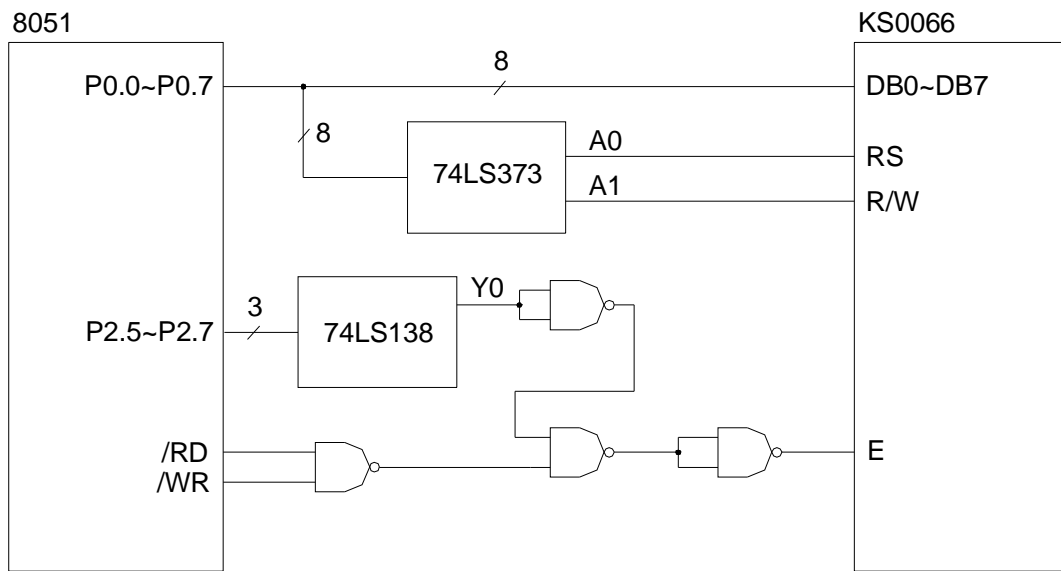 8051
KS0066
P0.0~P0.7
8
DB0~DB7
8
74LS373
A0
RS
A1
R/W
Y0
3
P2.5~P2.7
74LS138
/RD
/WR
E